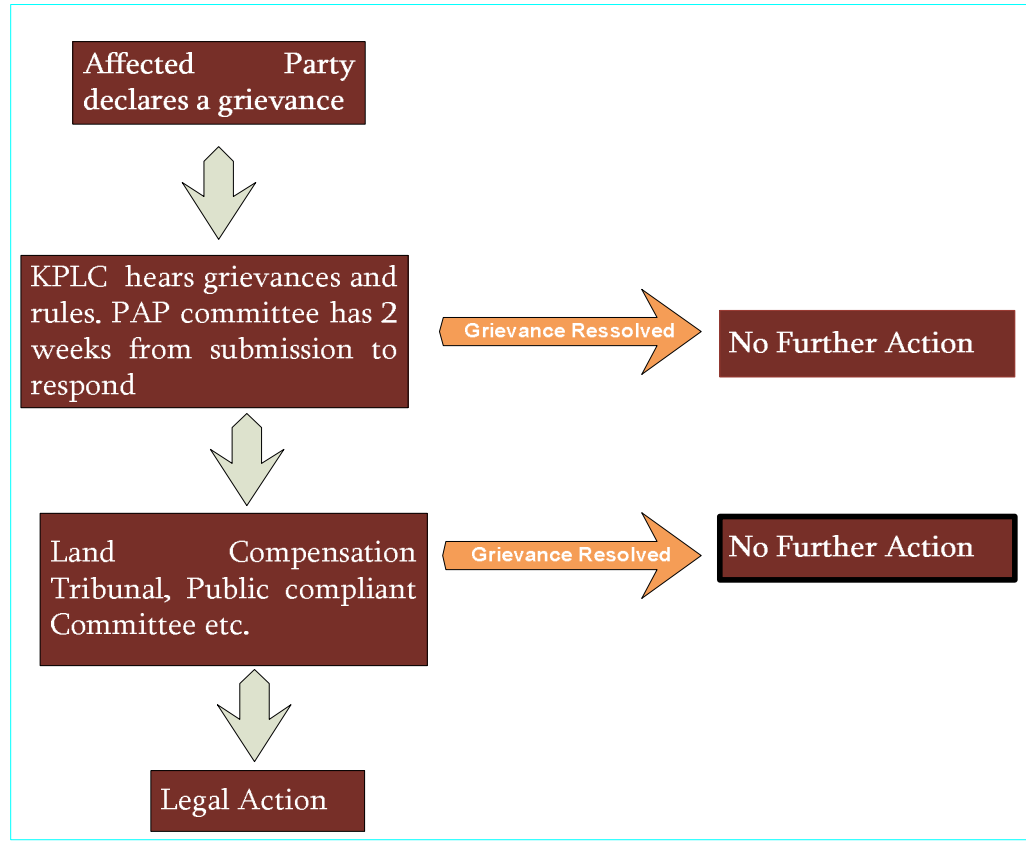 Affected Party
declares a grievance
KPLC hears grievances and
rules. PAP committee has 2
weeks from submission to
respond
Grievance Ressolved
No Further Action
Land Compensation
Tribunal, Public compliant
Committee etc.
Grievance Resolved
No Further Action
Legal Action